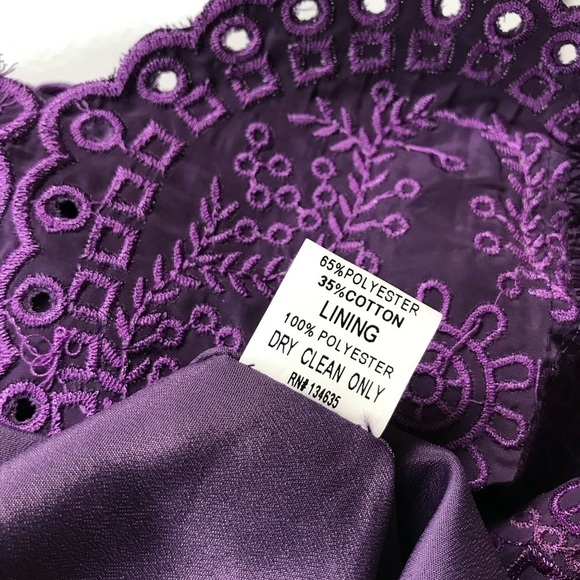 65%POLYESTER
35%COTTON
LINING
100% POLYESTER
DRY CLEAN ONLY
RN# 134635